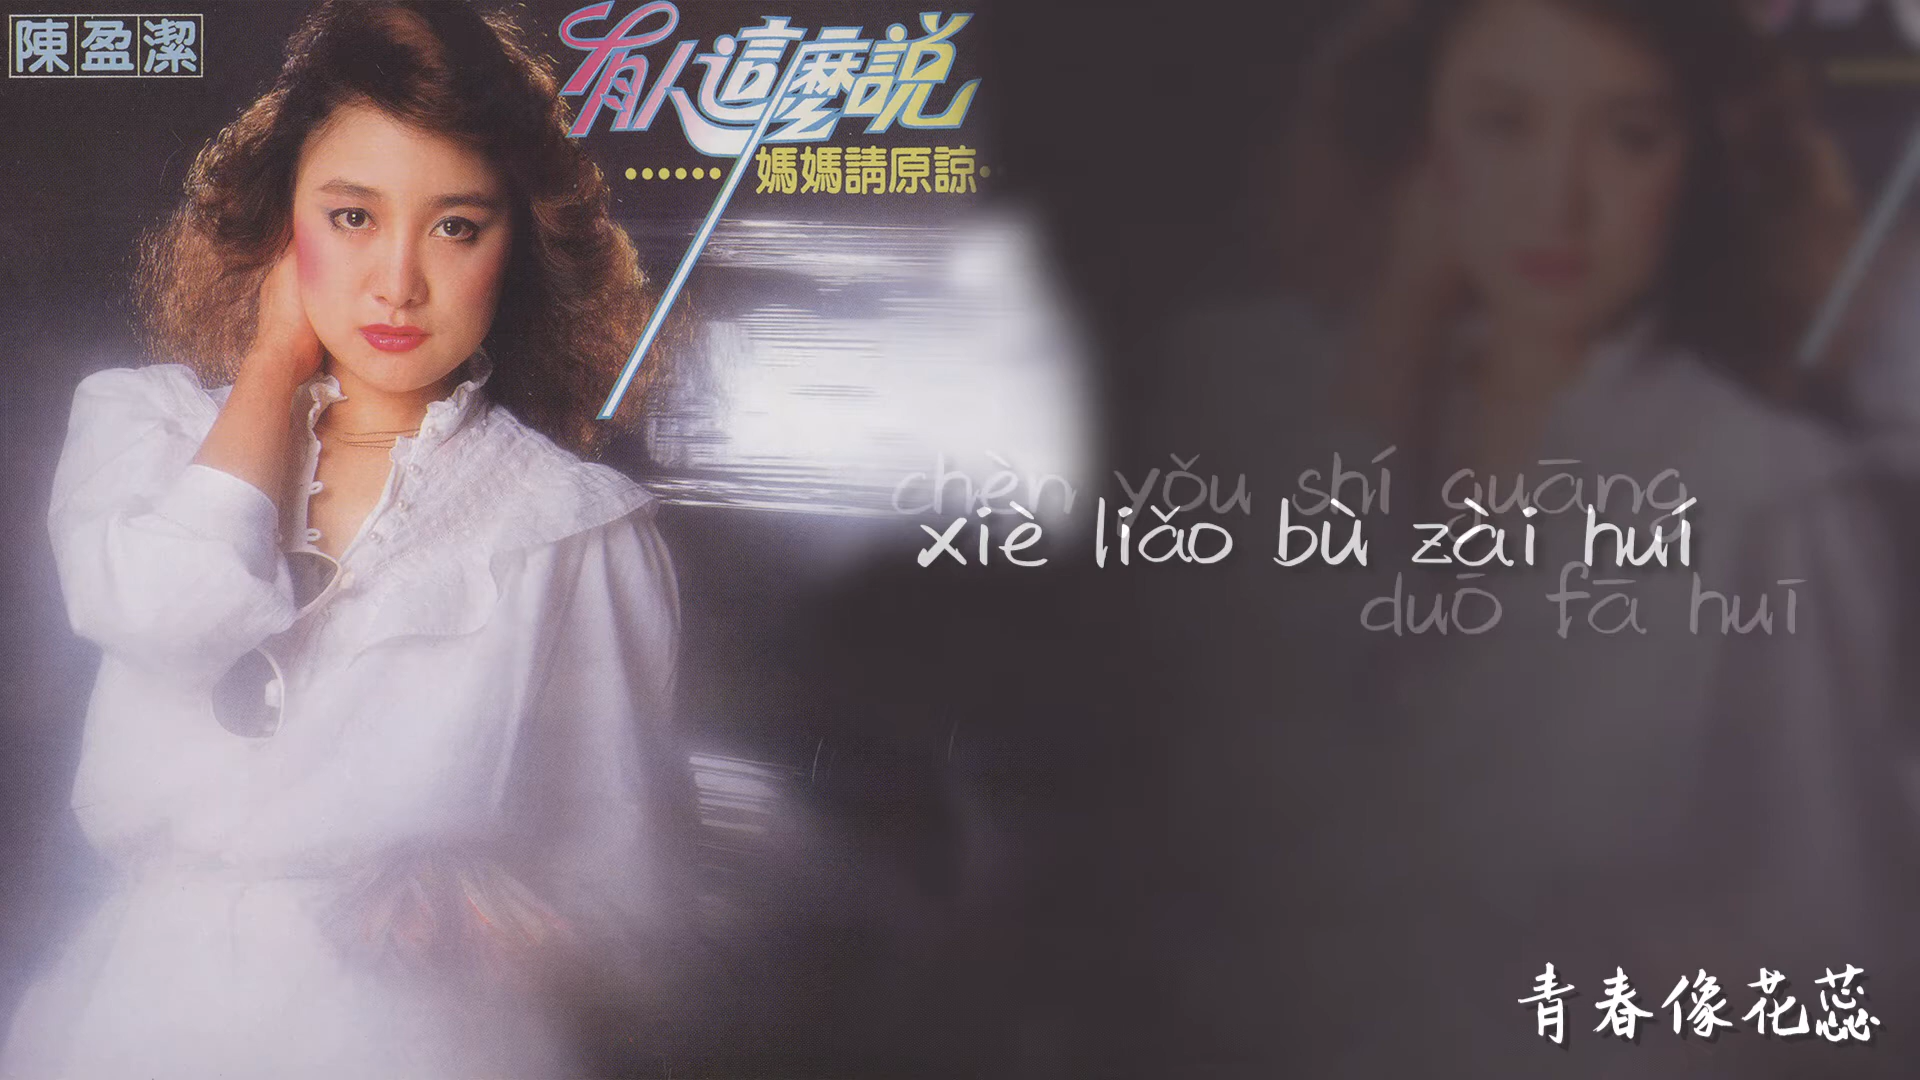 陳盈潔
有人這麼説
……媽媽請原諒…
chèn yǒu shí guāng
xiè liǎo bù zài huí
duō fā huī
青春像花蕊